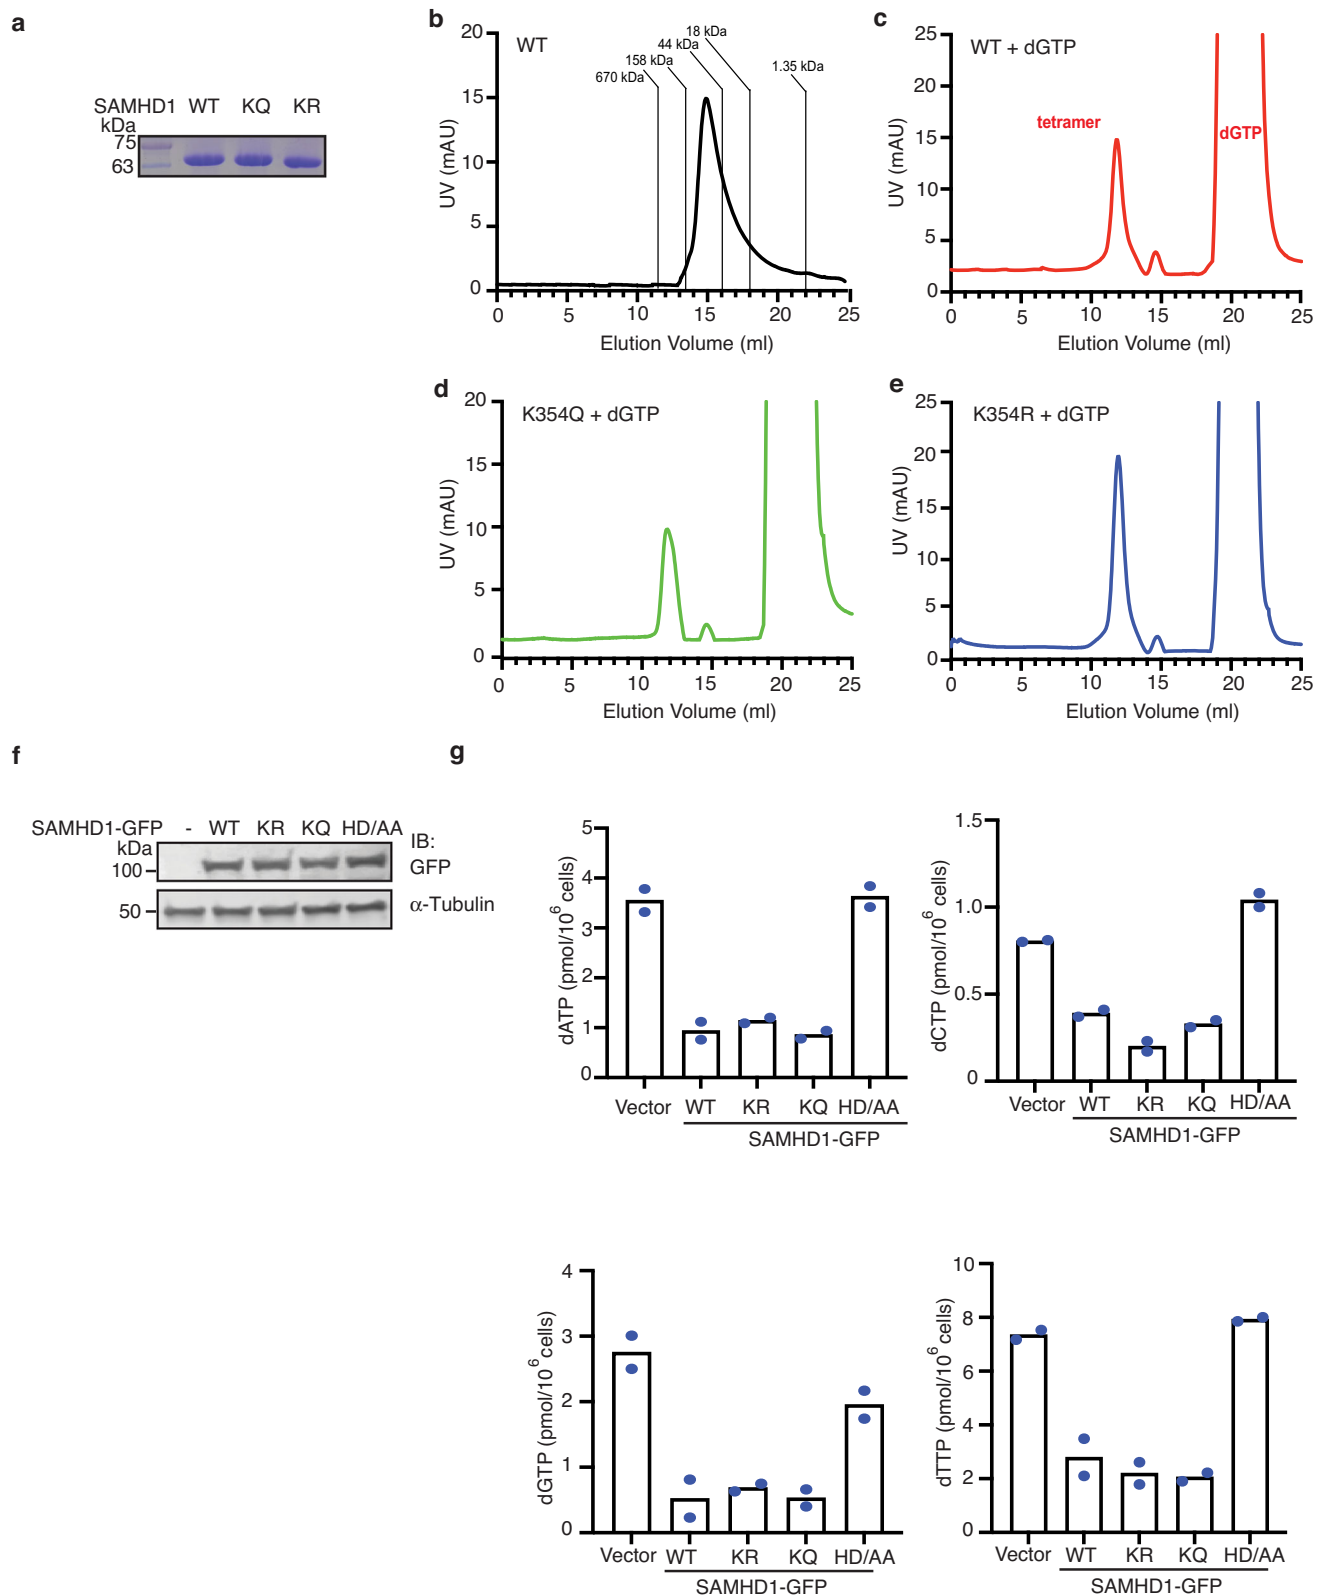 a
SAMHD1 WT KQ KR
kDa
75
63
b
WT
670 kDa
158 kDa
44 kDa
18 kDa
1.35 kDa
20
15
10
5
0
UV (mAU)
0 5 10 15 20 25
Elution Volume (ml)
c
WT + dGTP
tetramer
dGTP
25
20
15
10
5
0
UV (mAU)
0 5 10 15 20 25
Elution Volume (ml)
d
K354Q + dGTP
20
15
10
5
0
UV (mAU)
0 5 10 15 20 25
Elution Volume (ml)
e
K354R + dGTP
25
20
15
10
5
0
UV (mAU)
0 5 10 15 20 25
Elution Volume (ml)
f
SAMHD1-GFP - WT KR KQ HD/AA
kDa
100
50
IB:
GFP
α-Tubulin
g
5
4
3
2
1
0
dATP (pmol/10⁶ cells)
Vector WT KR KQ HD/AA
SAMHD1-GFP
1.5
1.0
0.5
0
dCTP (pmol/10⁶ cells)
Vector WT KR KQ HD/AA
SAMHD1-GFP
4
3
2
1
0
dGTP (pmol/10⁶ cells)
Vector WT KR KQ HD/AA
SAMHD1-GFP
10
8
6
4
2
0
dTTP (pmol/10⁶ cells)
Vector WT KR KQ HD/AA
SAMHD1-GFP